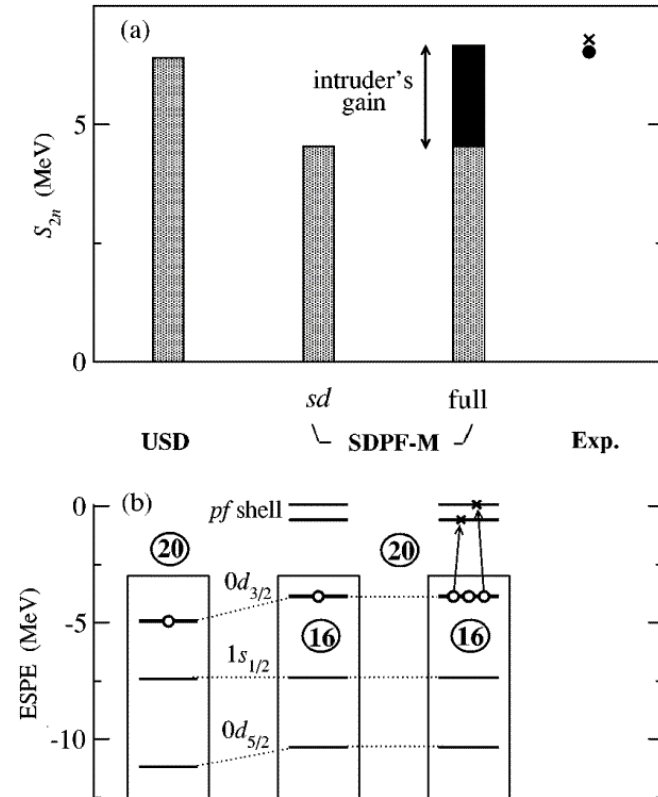 (a)
intruder's
gain
5
S2n (MeV)
0
sd
full
USD
SDPF-M
Exp.
(b)
0
pf shell
20
20
0d3/2
-5
16
16
ESPE (MeV)
1s1/2
0d5/2
-10